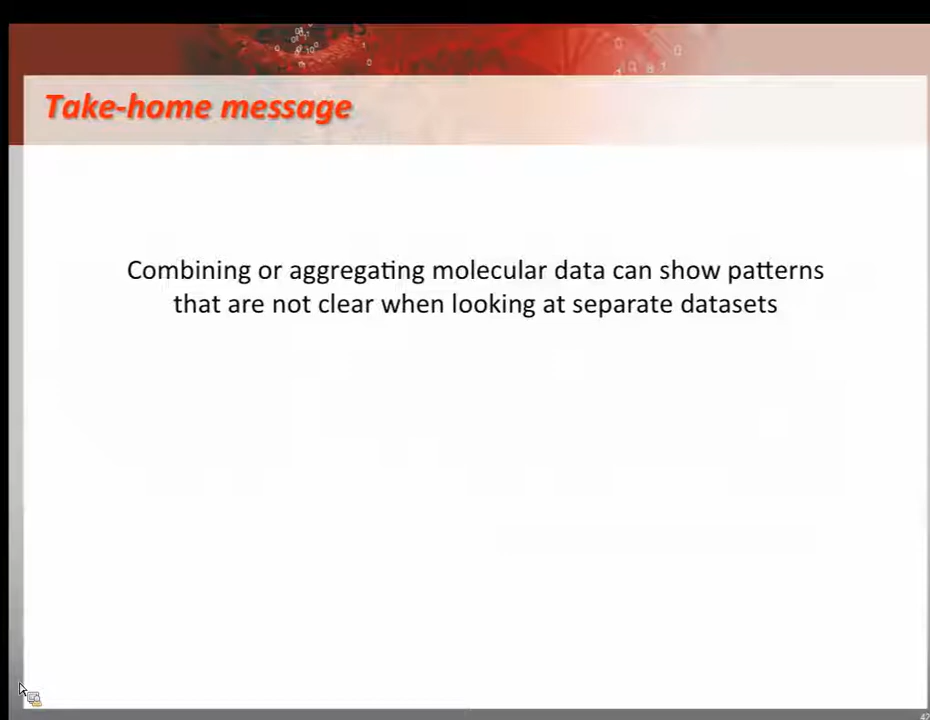 Take-home message
Combining or aggregating molecular data can show patterns
that are not clear when looking at separate datasets